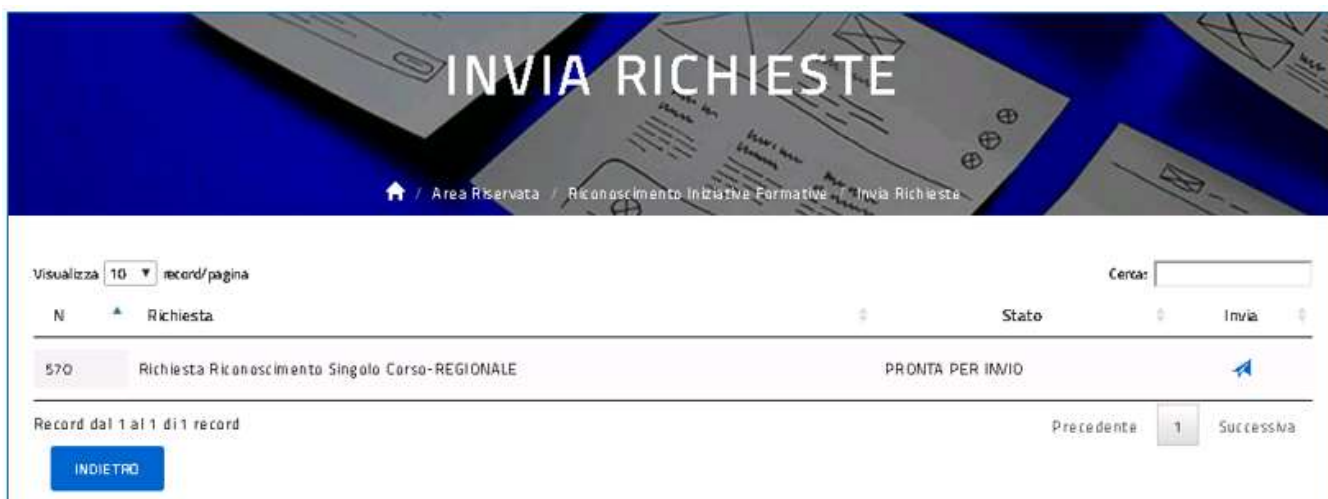 INVIA RICHIESTE
/ Area Riservata / Riconoscimento Iniziative Formative / Invia Richieste
Visualizza 10 record/pagina Cerca:
N Richiesta Stato Invia
570 Richiesta Riconoscimento Singolo Corso-REGIONALE PRONTA PER INVIO
Record dal 1 al 1 di 1 record Precedente 1 Successiva
INDIETRO